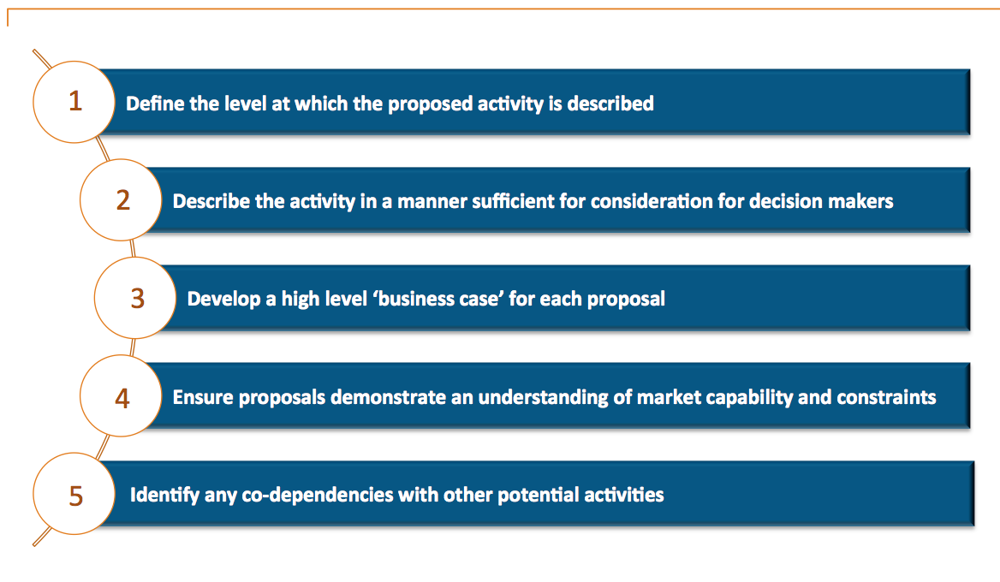 1
Define the level at which the proposed activity is described
2
Describe the activity in a manner sufficient for consideration for decision makers
3
Develop a high level ‘business case’ for each proposal
4
Ensure proposals demonstrate an understanding of market capability and constraints
5
Identify any co-dependencies with other potential activities